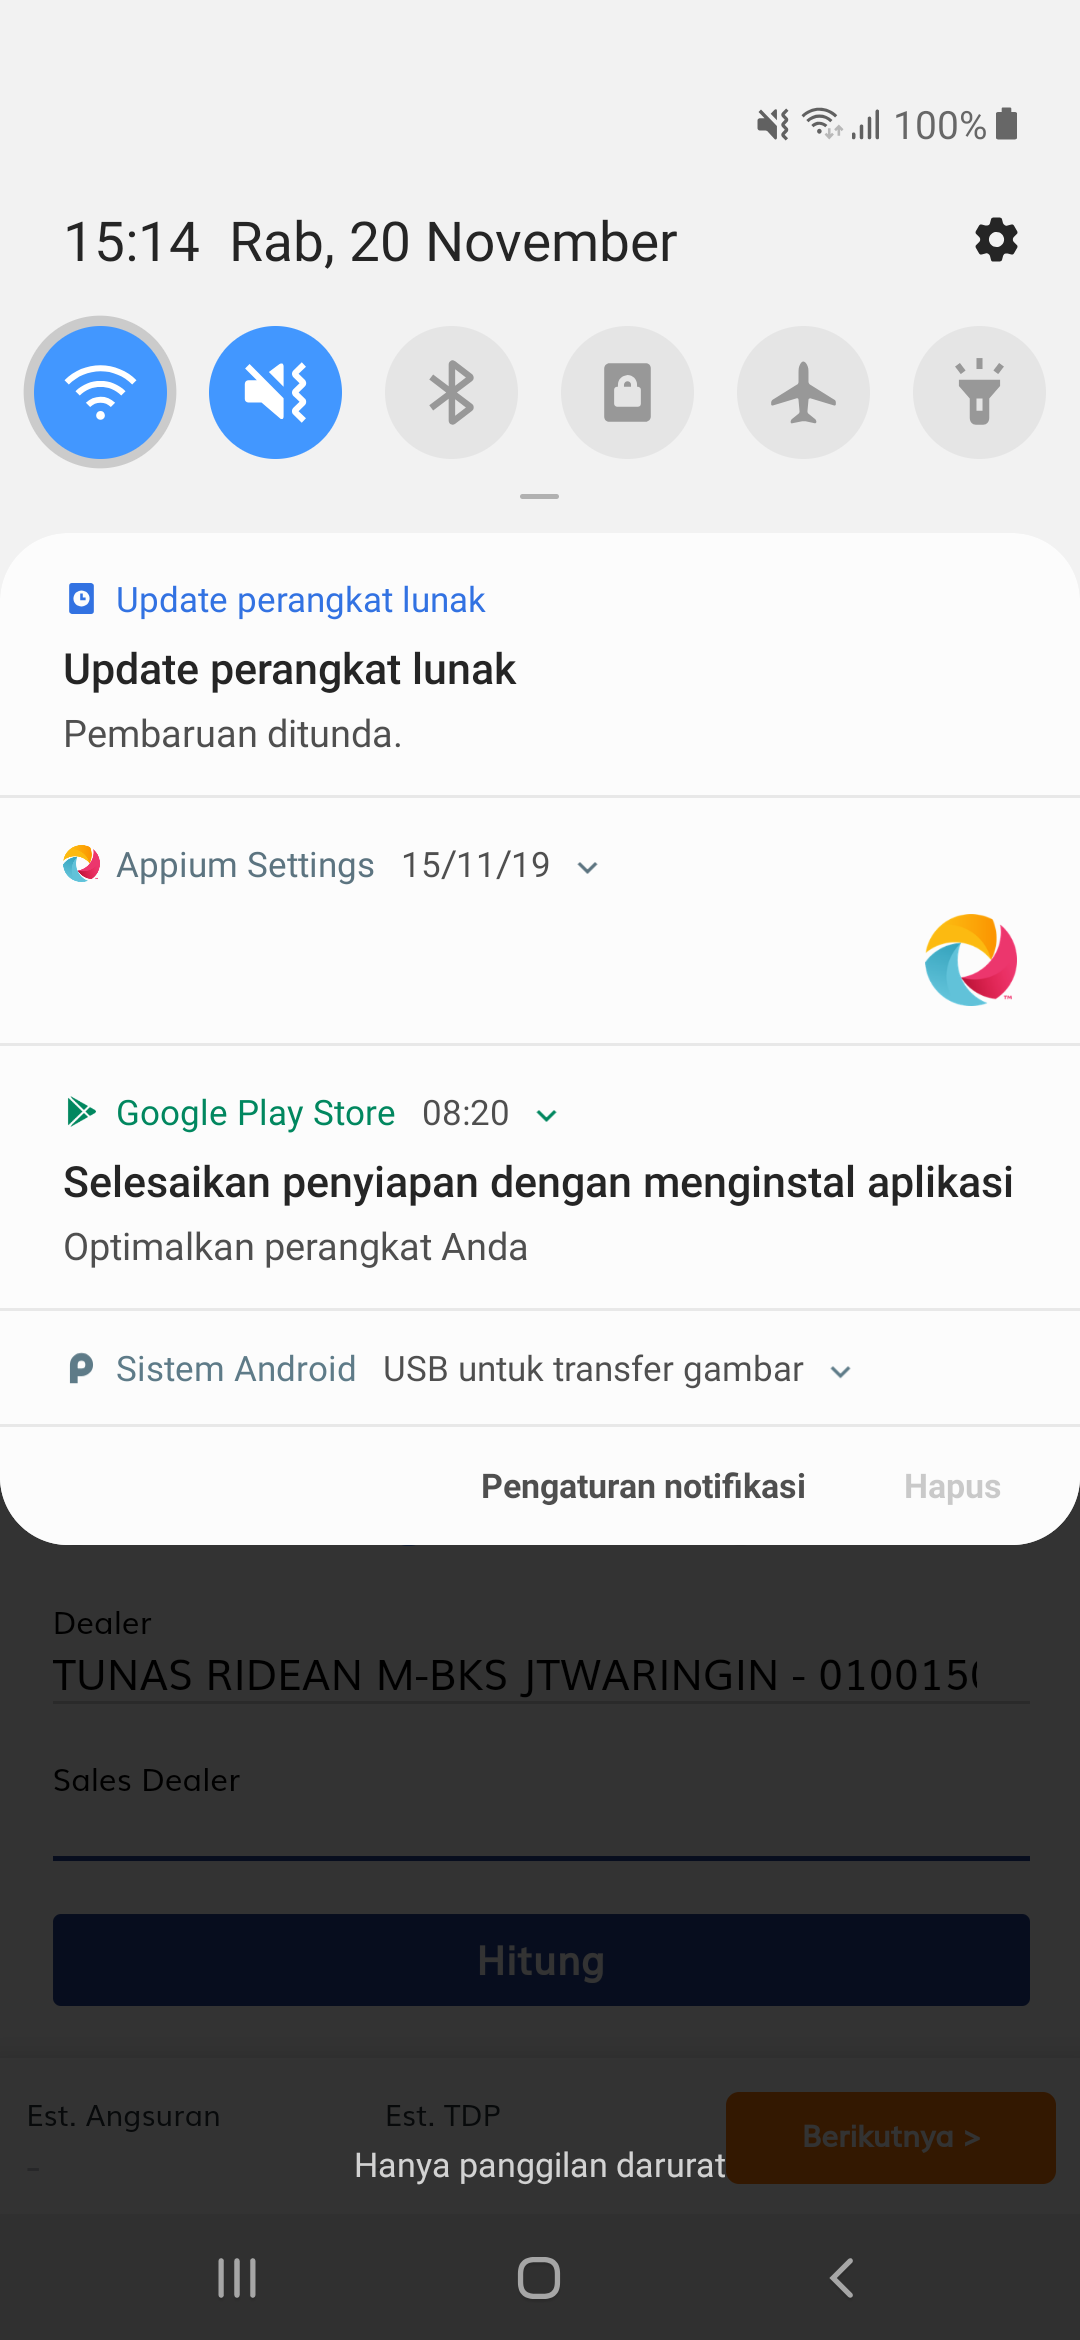 100%
15:14 Rab, 20 November
Update perangkat lunak
Update perangkat lunak
Pembaruan ditunda.
Appium Settings 15/11/19
™
Google Play Store 08:20
Selesaikan penyiapan dengan menginstal aplikasi
Optimalkan perangkat Anda
Sistem Android USB untuk transfer gambar
Pengaturan notifikasi Hapus
Dealer
TUNAS RIDEAN M-BKS JTWARINGIN - 010015
Sales Dealer
Hitung
Est. Angsuran Est. TDP
Berikutnya >
-
Hanya panggilan darurat